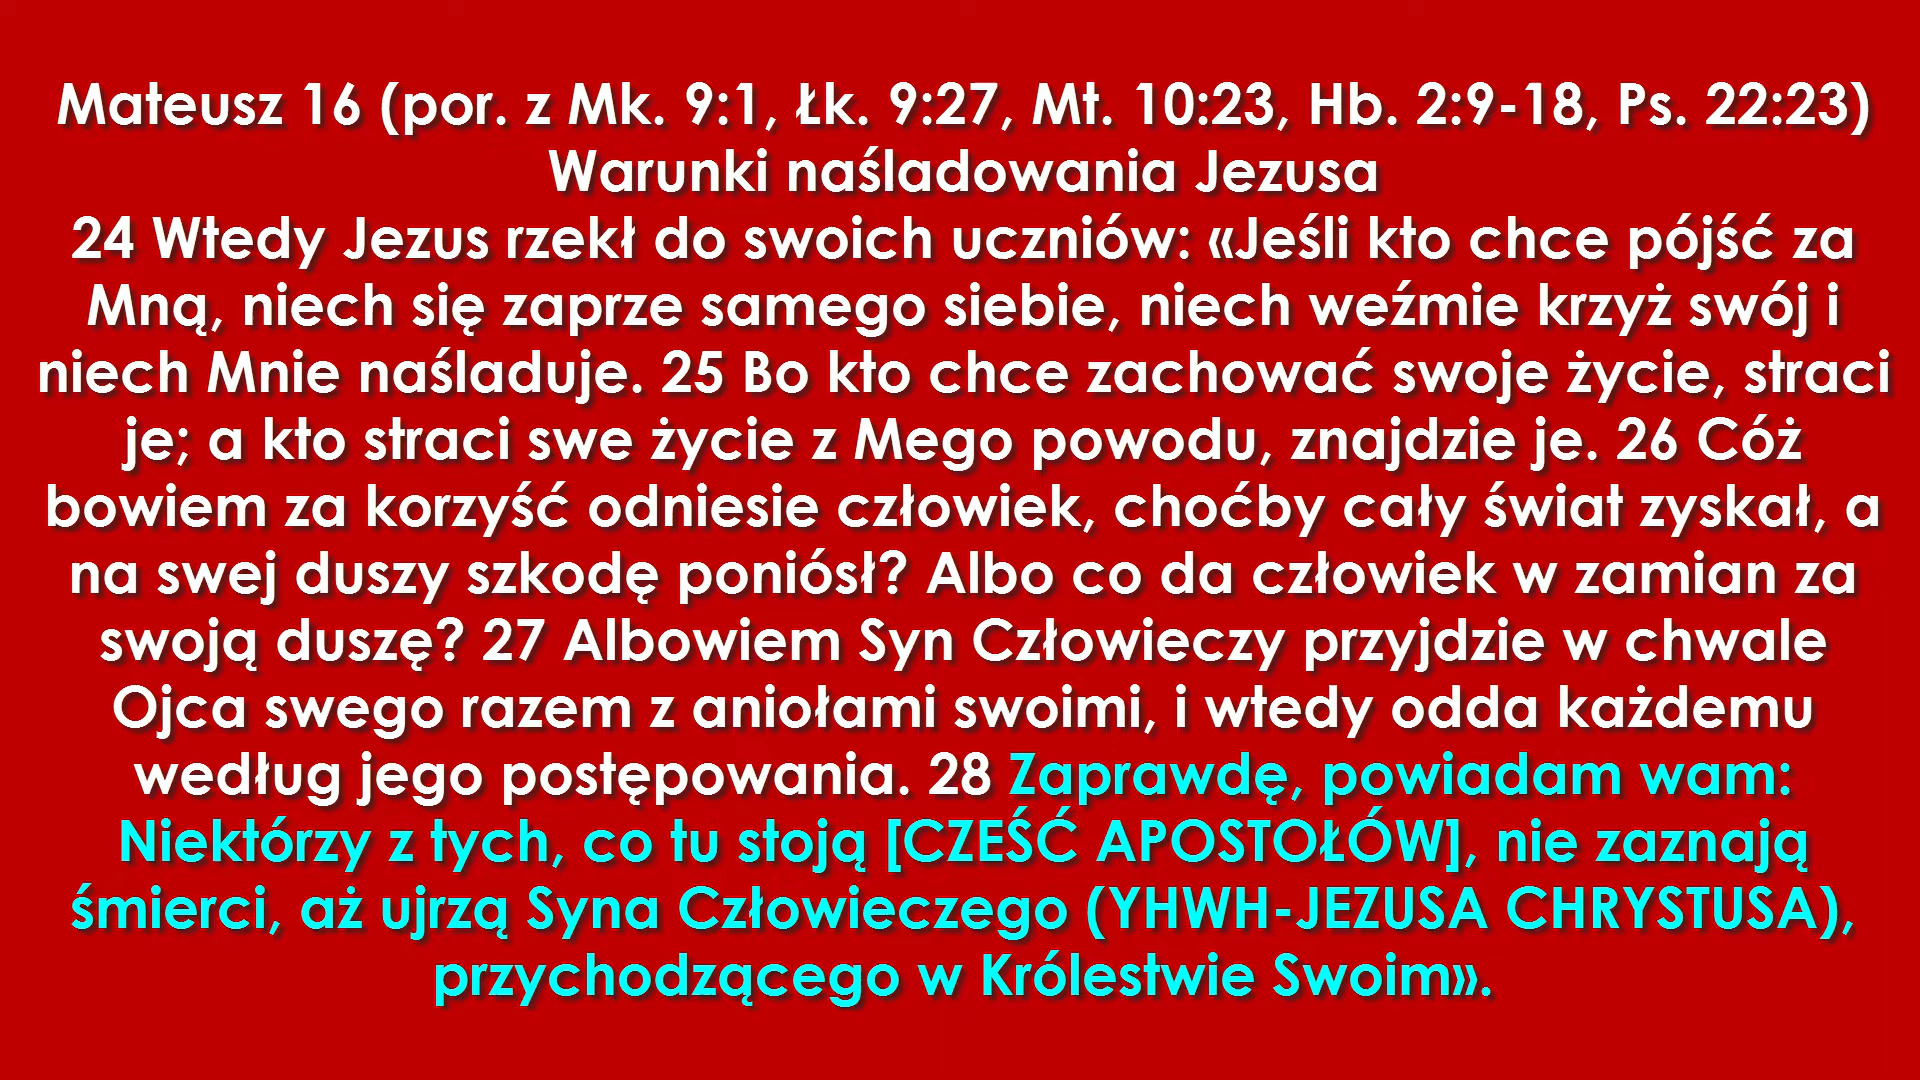 Mateusz 16 (por. z Mk. 9:1, Łk. 9:27, Mt. 10:23, Hb. 2:9-18, Ps. 22:23)
Warunki naśladowania Jezusa
24 Wtedy Jezus rzekł do swoich uczniów: «Jeśli kto chce pójść za
Mną, niech się zaprze samego siebie, niech weźmie krzyż swój i
niech Mnie naśladuje. 25 Bo kto chce zachować swoje życie, straci
je; a kto straci swe życie z Mego powodu, znajdzie je. 26 Cóż
bowiem za korzyść odniesie człowiek, choćby cały świat zyskał, a
na swej duszy szkodę poniósł? Albo co da człowiek w zamian za
swoją duszę? 27 Albowiem Syn Człowieczy przyjdzie w chwale
Ojca swego razem z aniołami swoimi, i wtedy odda każdemu
według jego postępowania. 28 Zaprawdę, powiadam wam:
Niektórzy z tych, co tu stoją [CZEŚĆ APOSTOŁÓW], nie zaznają
śmierci, aż ujrzą Syna Człowieczego (YHWH-JEZUSA CHRYSTUSA),
przychodzącego w Królestwie Swoim».